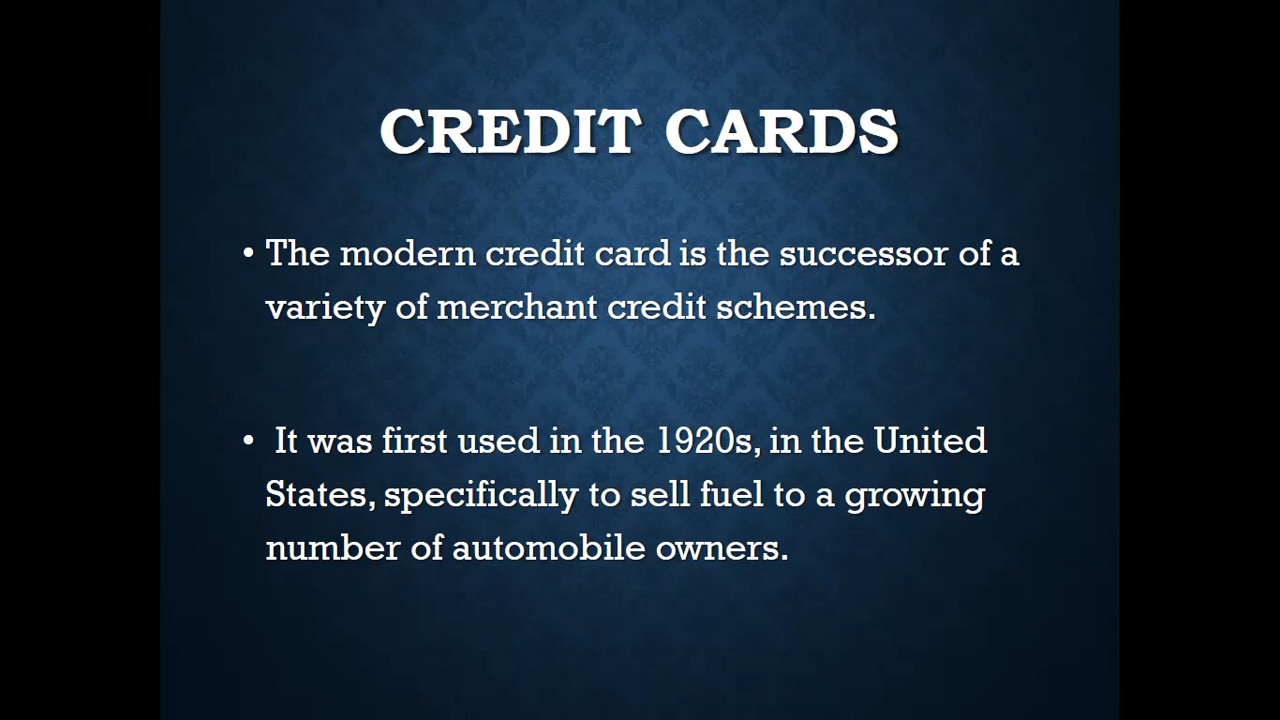 CREDIT CARDS
• The modern credit card is the successor of a
variety of merchant credit schemes.
• It was first used in the 1920s, in the United
States, specifically to sell fuel to a growing
number of automobile owners.